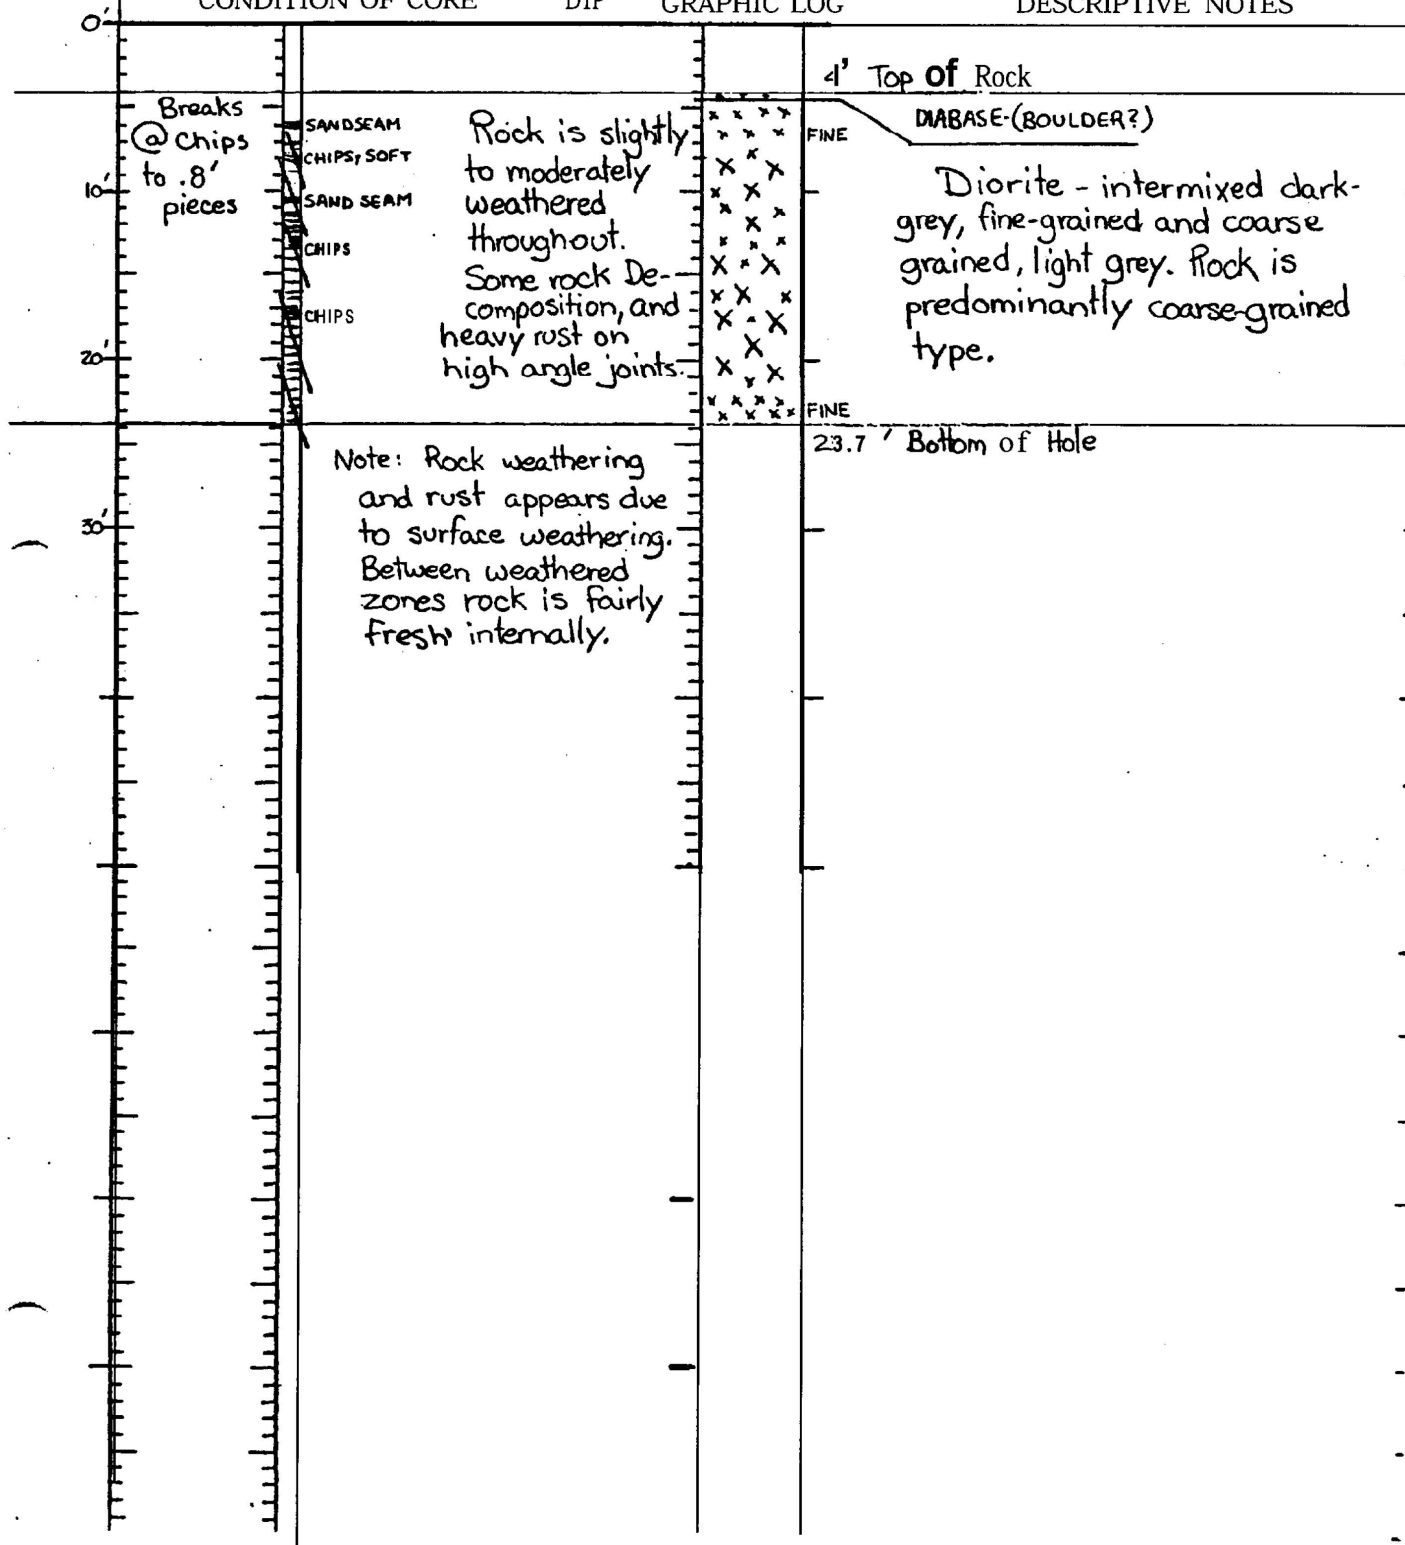 CONDITION OF CORE DIP GRAPHIC LOG DESCRIPTIVE NOTES
0'
4' Top of Rock
Breaks
@ chips
to .8'
pieces
SANDSEAM
CHIPS, SOFT
SAND SEAM
CHIPS
CHIPS
Rock is slightly
to moderately
weathered
throughout.
Some rock De-
composition, and
heavy rust on
high angle joints.
FINE
DIABASE-(BOULDER?)
10'
Diorite - intermixed dark-
grey, fine-grained and coarse
grained, light grey. Rock is
predominantly coarse-grained
type.
20'
FINE
23.7' Bottom of Hole
Note: Rock weathering
and rust appears due
to surface weathering.
Between weathered
zones rock is fairly
fresh internally.
30'